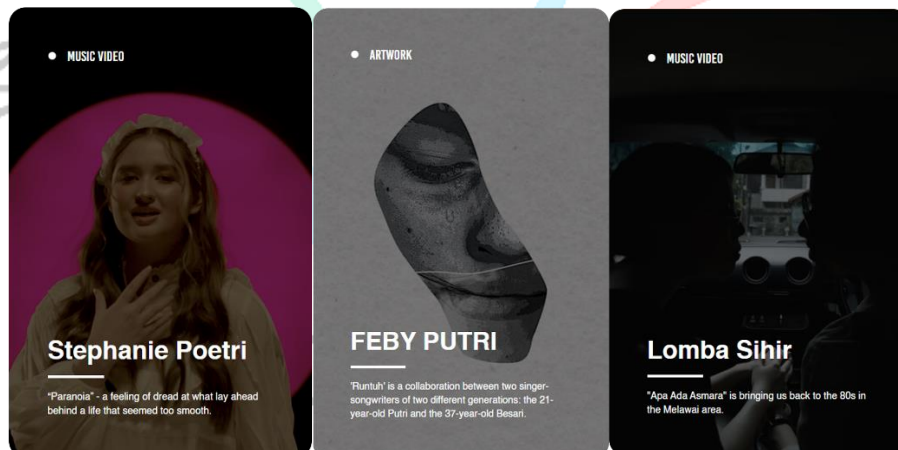 MUSIC VIDEO
Stephanie Poetri
"Paranoia" - a feeling of dread at what lay ahead
behind a life that seemed too smooth.
ARTWORK
FEBY PUTRI
'Runtuh' is a collaboration between two singer-
songwriters of two different generations: the 21-
year-old Putri and the 37-year-old Besari.
MUSIC VIDEO
Lomba Sihir
"Apa Ada Asmara" is bringing us back to the 80s in
the Melawai area.